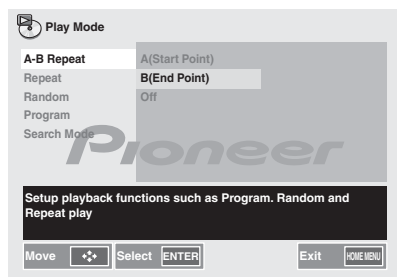 Play Mode
A-B Repeat A(Start Point)
Repeat B(End Point)
Random Off
Program
Search Mode
Pioneer
Setup playback functions such as Program. Random and
Repeat play
Move Select ENTER Exit HOME MENU